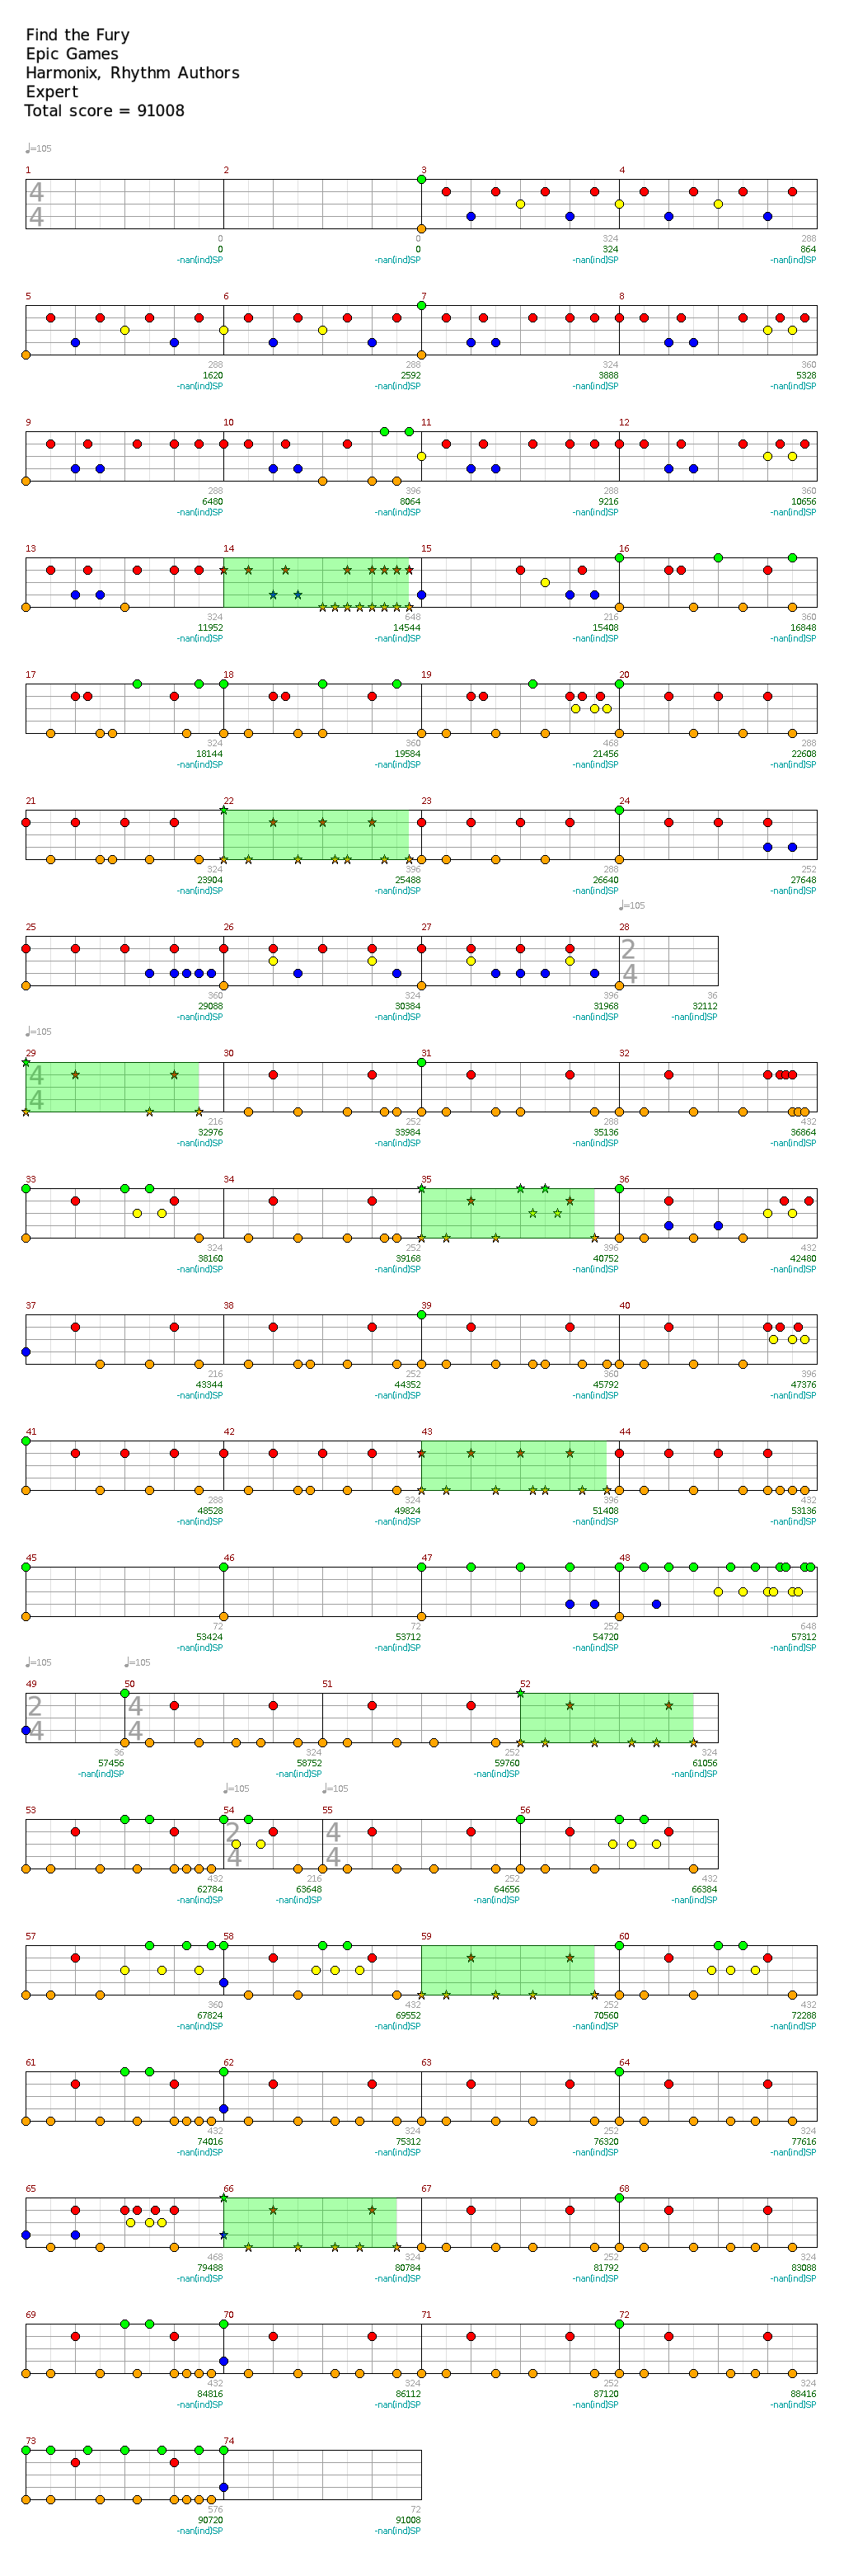 Find the Fury
Epic Games
Harmonix, Rhythm Authors
Expert
Total score = 91008
♩=105
1 2 3 4
4
4
0 0 324 288
0 0 324 864
-nan(ind)SP -nan(ind)SP -nan(ind)SP -nan(ind)SP
5 6 7 8
288 288 324 360
1620 2592 3888 5328
-nan(ind)SP -nan(ind)SP -nan(ind)SP -nan(ind)SP
9 10 11 12
288 396 288 360
6480 8064 9216 10656
-nan(ind)SP -nan(ind)SP -nan(ind)SP -nan(ind)SP
13 14 15 16
324 648 216 360
11952 14544 15408 16848
-nan(ind)SP -nan(ind)SP -nan(ind)SP -nan(ind)SP
17 18 19 20
324 360 468 288
18144 19584 21456 22608
-nan(ind)SP -nan(ind)SP -nan(ind)SP -nan(ind)SP
21 22 23 24
324 396 288 252
23904 25488 26640 27648
-nan(ind)SP -nan(ind)SP -nan(ind)SP -nan(ind)SP
♩=105
25 26 27 28
2
4
360 324 396 36
29088 30384 31968 32112
-nan(ind)SP -nan(ind)SP -nan(ind)SP -nan(ind)SP
♩=105
29 30 31 32
4
4
216 252 288 432
32976 33984 35136 36864
-nan(ind)SP -nan(ind)SP -nan(ind)SP -nan(ind)SP
33 34 35 36
324 252 396 432
38160 39168 40752 42480
-nan(ind)SP -nan(ind)SP -nan(ind)SP -nan(ind)SP
37 38 39 40
216 252 360 396
43344 44352 45792 47376
-nan(ind)SP -nan(ind)SP -nan(ind)SP -nan(ind)SP
41 42 43 44
288 324 396 432
48528 49824 51408 53136
-nan(ind)SP -nan(ind)SP -nan(ind)SP -nan(ind)SP
45 46 47 48
72 72 252 648
53424 53712 54720 57312
-nan(ind)SP -nan(ind)SP -nan(ind)SP -nan(ind)SP
♩=105 ♩=105
49 50 51 52
2 4
4 4
36 324 252 324
57456 58752 59760 61056
-nan(ind)SP -nan(ind)SP -nan(ind)SP -nan(ind)SP
♩=105 ♩=105
53 54 55 56
2 4
4 4
432 216 252 432
62784 63648 64656 66384
-nan(ind)SP -nan(ind)SP -nan(ind)SP -nan(ind)SP
57 58 59 60
360 432 252 432
67824 69552 70560 72288
-nan(ind)SP -nan(ind)SP -nan(ind)SP -nan(ind)SP
61 62 63 64
432 324 252 324
74016 75312 76320 77616
-nan(ind)SP -nan(ind)SP -nan(ind)SP -nan(ind)SP
65 66 67 68
468 324 252 324
79488 80784 81792 83088
-nan(ind)SP -nan(ind)SP -nan(ind)SP -nan(ind)SP
69 70 71 72
432 324 252 324
84816 86112 87120 88416
-nan(ind)SP -nan(ind)SP -nan(ind)SP -nan(ind)SP
73 74
576 72
90720 91008
-nan(ind)SP -nan(ind)SP